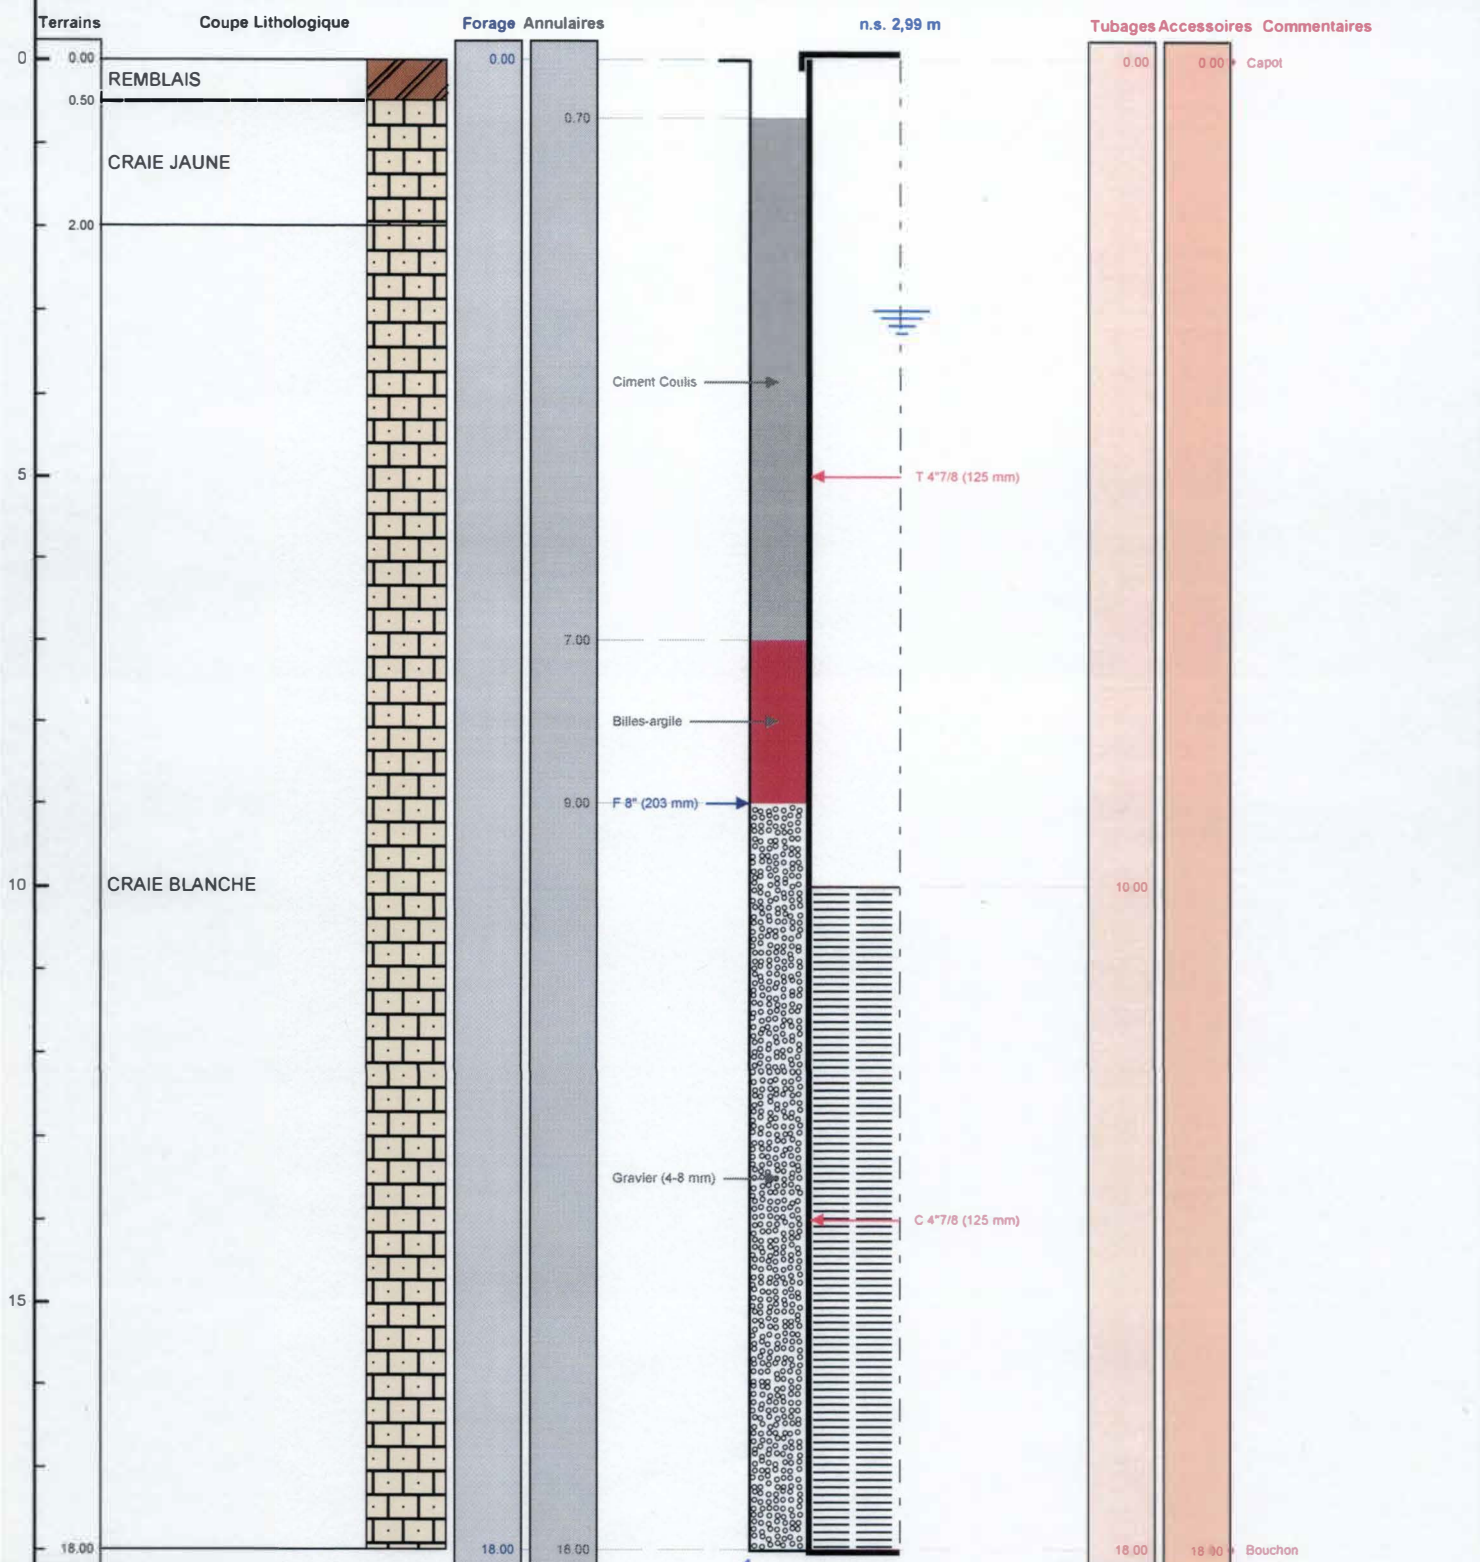 Terrains Coupe Lithologique Forage Annulaires n.s. 2,99 m Tubages Accessoires Commentaires
0 0.00 0.00 0.00 0.00 Capot
REMBLAIS
0.50
0.70
CRAIE JAUNE
2.00
Ciment Coulis
5 T 4"7/8 (125 mm)
7.00
Billes-argile
9.00 F 8" (203 mm)
10 CRAIE BLANCHE 10.00
Gravier (4-8 mm)
C 4"7/8 (125 mm)
15
18.00 18.00 18.00 18.00 18.00 Bouchon